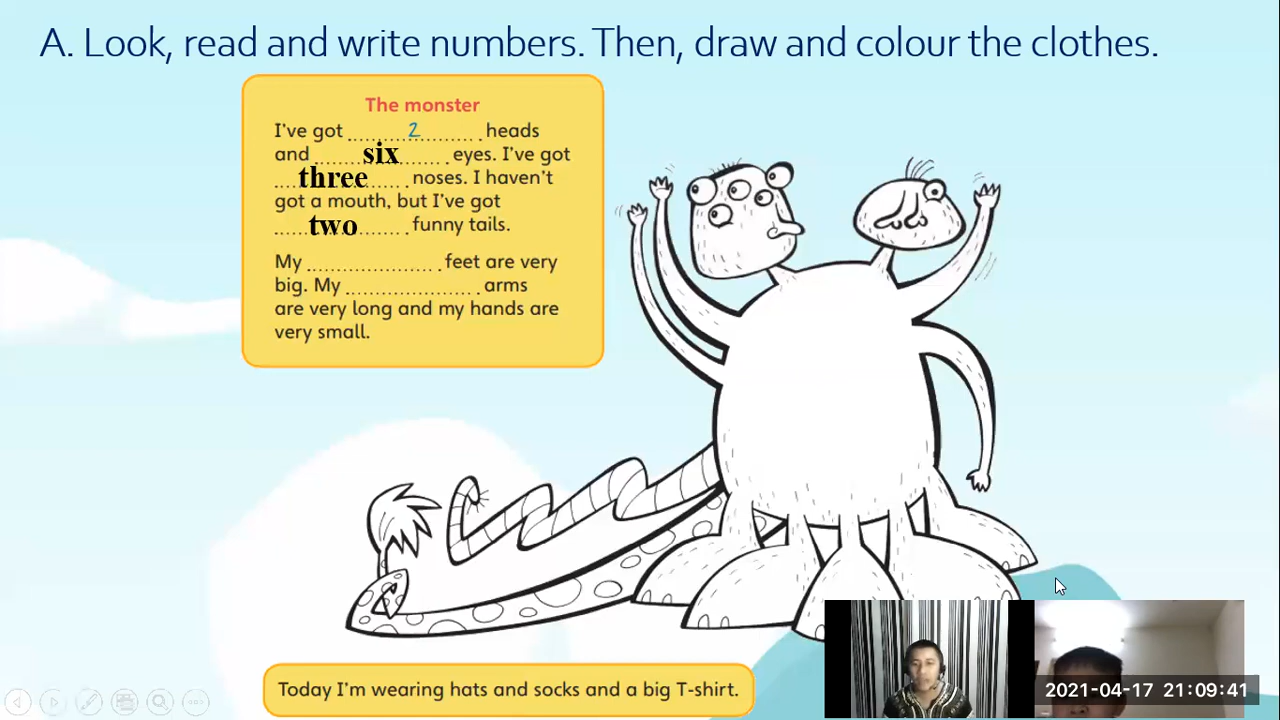 A. Look, read and write numbers. Then, draw and colour the clothes.
The monster
I've got ......2...... heads
and ......six...... eyes. I've got
......three...... noses. I haven't
got a mouth, but I've got
......two...... funny tails.
My ...................... feet are very
big. My ...................... arms
are very long and my hands are
very small.
Today I'm wearing hats and socks and a big T-shirt.
2021-04-17 21:09:41